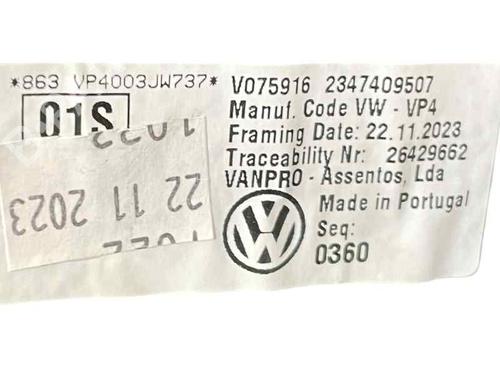 *863 VP4003JW737*
01S
22 11 2023
V075916 2347409507
Manuf. Code VW - VP4
Framing Date: 22.11.2023
Traceability Nr: 26429662
VANPRO - Assentos, Lda
Made in Portugal
Seq:
0360